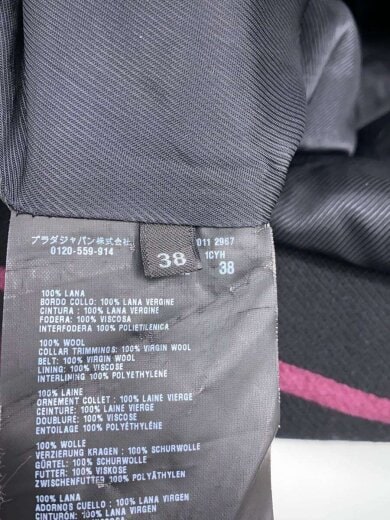 プラダジャパン株式会社
0120-559-914
38
011 2967
1CYH
38
100% LANA
BORDO COLLO: 100% LANA VERGINE
CINTURA : 100% LANA VERGINE
FODERA: 100% VISCOSA
INTERFODERA 100% POLIETILENICA
100% WOOL
COLLAR TRIMMINGS: 100% VIRGIN WOOL
BELT: 100% VIRGIN WOOL
LINING: 100% VISCOSE
INTERLINING 100% POLYETHYLENE
100% LAINE
ORNEMENT COLLET : 100% LAINE VIERGE
CEINTURE: 100% LAINE VIERGE
DOUBLURE: 100% VISCOSE
ENTOILAGE 100% POLYÉTHYLÈNE
100% WOLLE
VERZIERUNG KRAGEN : 100% SCHURWOLLE
GÜRTEL: 100% SCHURWOLLE
FUTTER: 100% VISKOSE
ZWISCHENFUTTER 100% POLYÄTHYLEN
100% LANA
ADORNOS CUELLO : 100% LANA VIRGEN
CINTURÓN: 100% LANA VIRGEN